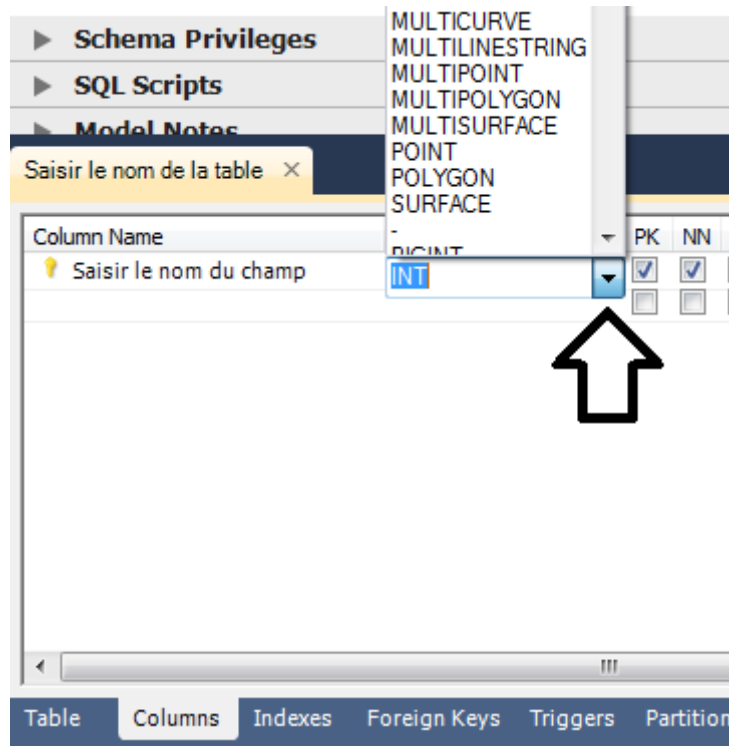 Schema Privileges
SQL Scripts
Model Notes
MULTICURVE
MULTILINESTRING
MULTIPOINT
MULTIPOLYGON
MULTISURFACE
POINT
POLYGON
SURFACE
-
BIGINT
Saisir le nom de la table ×
Column Name PK NN
Saisir le nom du champ INT
Table Columns Indexes Foreign Keys Triggers Partition